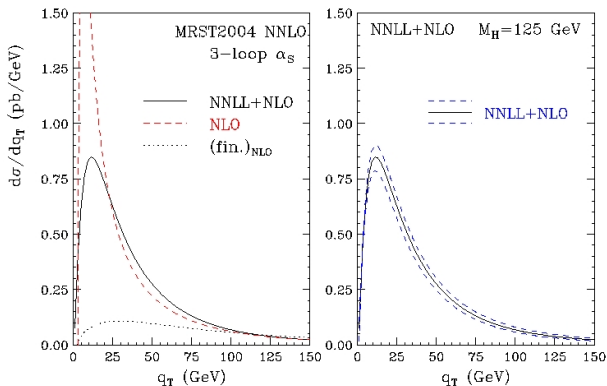 MRST2004 NNLO
3-loop αS
NNLL+NLO
NLO
(fin.)NLO
dσ/dqT (pb/GeV)
1.50
1.25
1.00
0.75
0.50
0.25
0.00
0 25 50 75 100 125 150
qT (GeV)
NNLL+NLO MH=125 GeV
NNLL+NLO
1.50
1.25
1.00
0.75
0.50
0.25
0.00
0 25 50 75 100 125 150
qT (GeV)